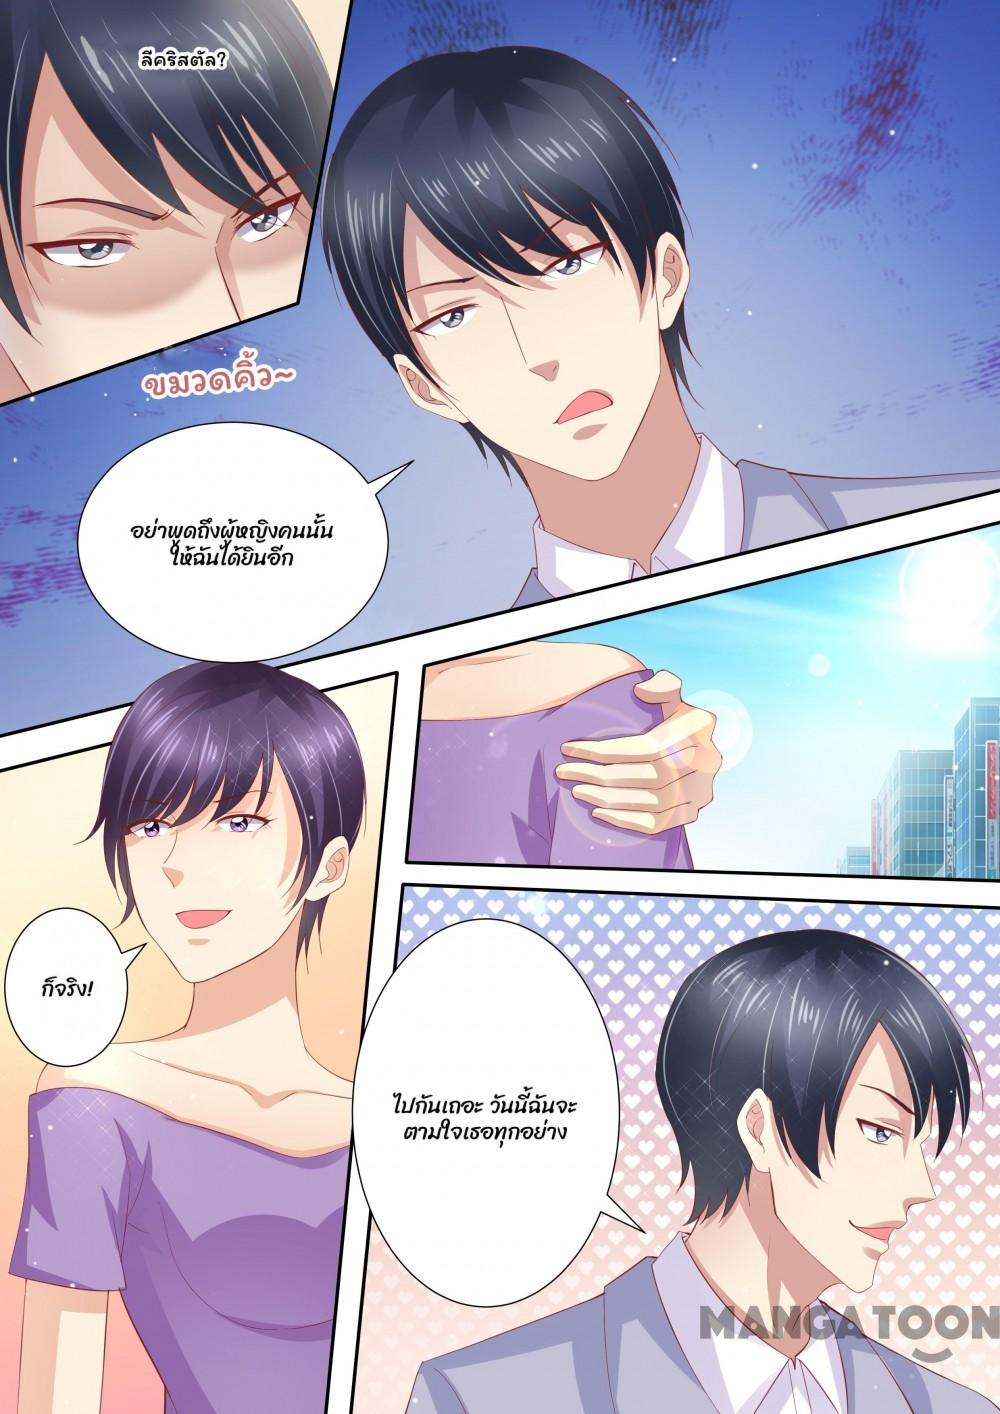 ลีคริสตัล?
ขมวดคิ้ว~
อย่าพูดถึงผู้หญิงคนนั้น
ให้ฉันได้ยินอีก
ก็จริง!
ไปกันเถอะ วันนี้ฉันจะ
ตามใจเธอทุกอย่าง
MANGATOON